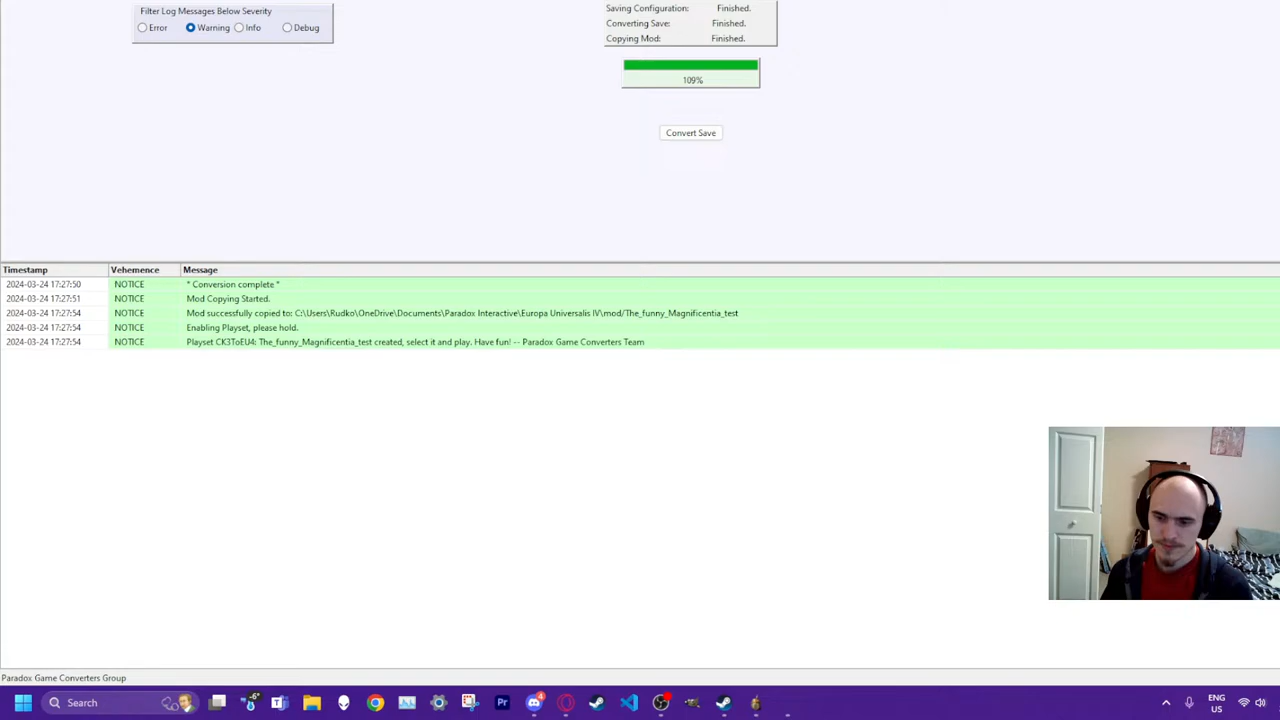 Filter Log Messages Below Severity
Error Warning Info Debug
Saving Configuration: Finished.
Converting Save: Finished.
Copying Mod: Finished.
109%
Convert Save
Timestamp Vehemence Message
2024-03-24 17:27:50 NOTICE * Conversion complete *
2024-03-24 17:27:51 NOTICE Mod Copying Started.
2024-03-24 17:27:54 NOTICE Mod successfully copied to: C:\Users\Rudko\OneDrive\Documents\Paradox Interactive\Europa Universalis IV\mod/The_funny_Magnificentia_test
2024-03-24 17:27:54 NOTICE Enabling Playset, please hold.
2024-03-24 17:27:54 NOTICE Playset CK3ToEU4: The_funny_Magnificentia_test created, select it and play. Have fun! -- Paradox Game Converters Team
Paradox Game Converters Group
Search
Pr
4
ENG
US